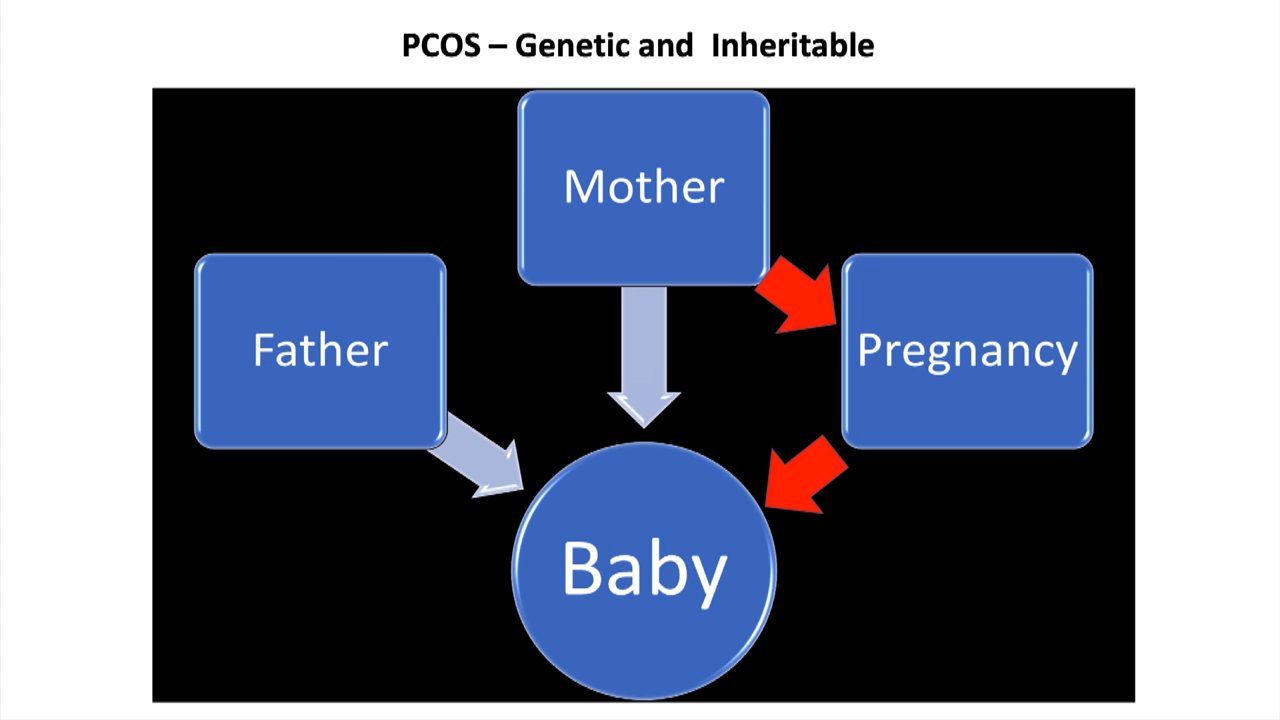 PCOS – Genetic and  Inheritable
Mother
Father
Pregnancy
Baby